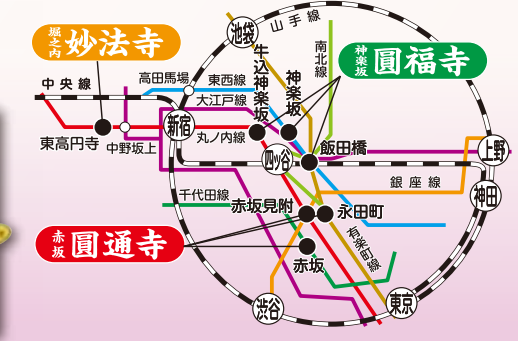 池袋
山手線
堀之内 妙法寺
牛込神楽坂
神楽坂
南北線
神楽坂 圓福寺
中央線
高田馬場
東西線
大江戸線
新宿
丸ノ内線
東高円寺
中野坂上
四ッ谷
飯田橋
上野
千代田線
赤坂見附
永田町
銀座線
神田
赤坂 圓通寺
赤坂
有楽町線
渋谷
東京